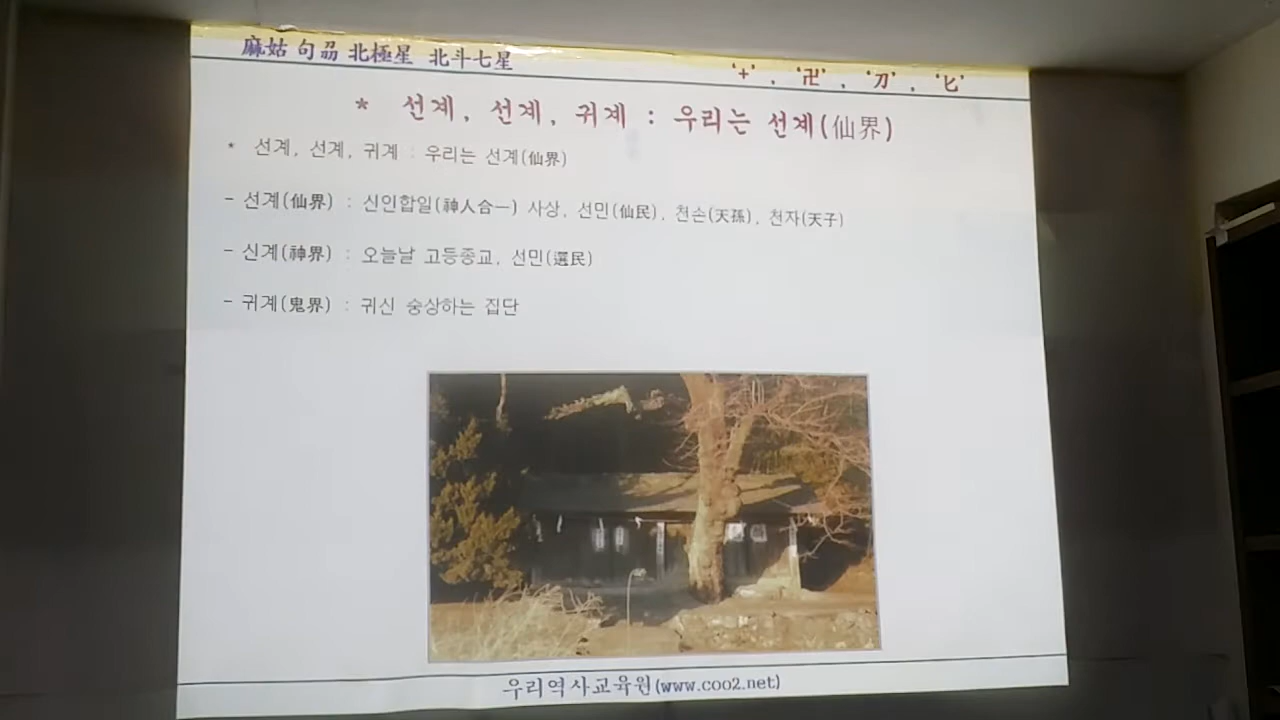 麻姑 句刕 北極星 北斗七星
‘+’, ‘卍’, ‘刀’, ‘匕’
* 선계, 선계, 귀계 : 우리는 선계(仙界)
* 선계, 선계, 귀계 : 우리는 선계(仙界)
- 선계(仙界) : 신인합일(神人合一) 사상, 선민(仙民), 천손(天孫), 천자(天子)
- 신계(神界) : 오늘날 고등종교, 선민(選民)
- 귀계(鬼界) : 귀신 숭상하는 집단
우리역사교육원(www.coo2.net)